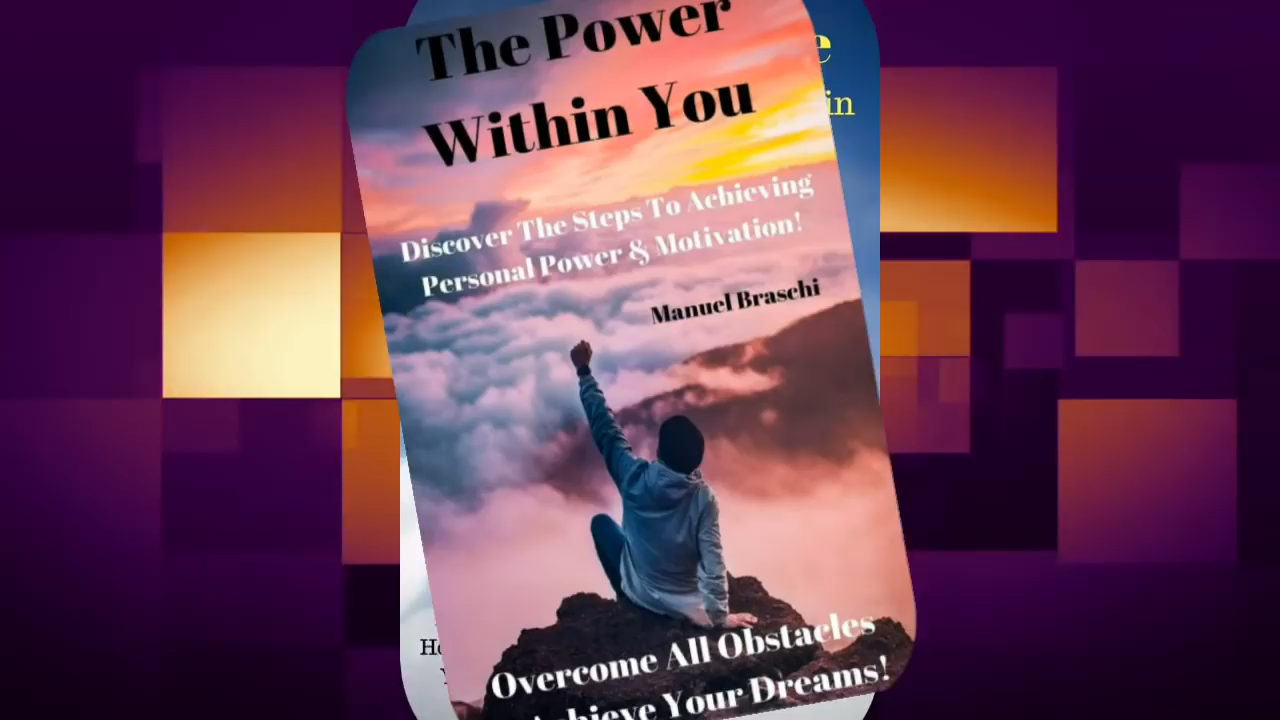 The Power
Within You
Discover The Steps To Achieving
Personal Power & Motivation!
Manuel Braschi
Overcome All Obstacles
Achieve Your Dreams!
e
in